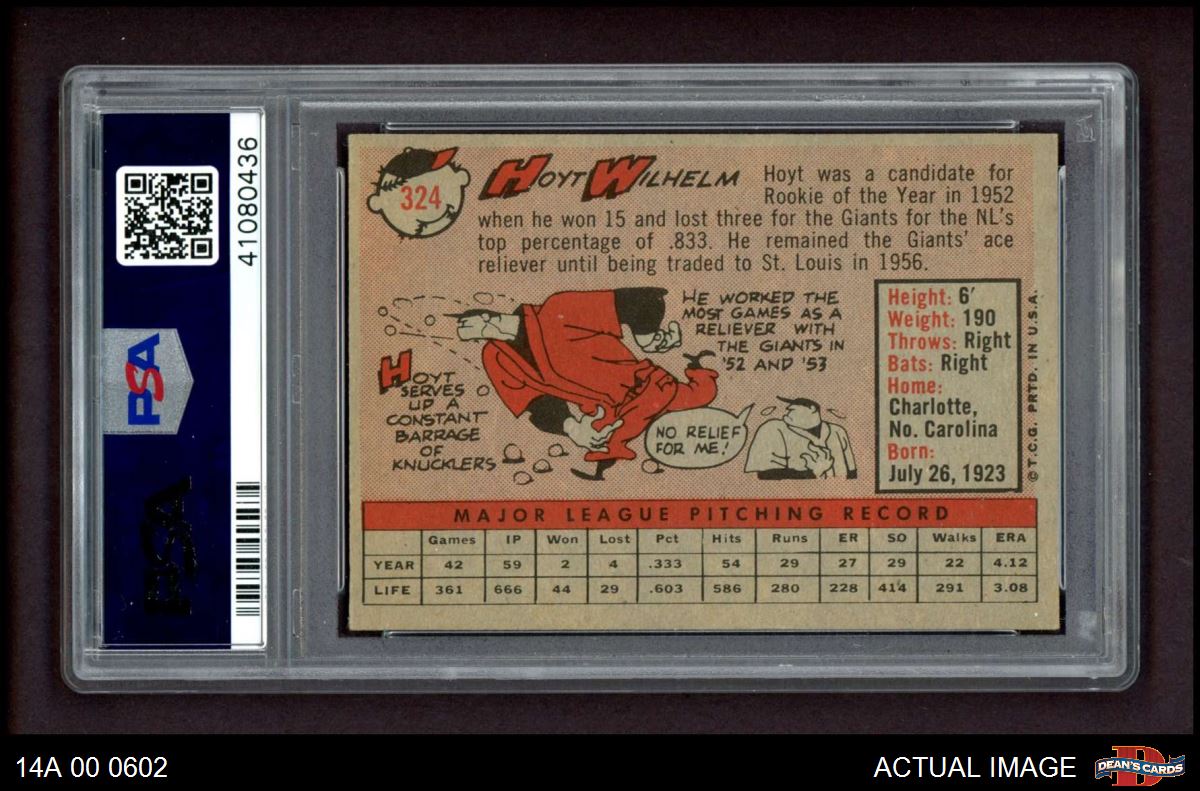 41080436
PSA
PSA
324
HOYT WILHELM
Hoyt was a candidate for
Rookie of the Year in 1952
when he won 15 and lost three for the Giants for the NL's
top percentage of .833. He remained the Giants' ace
reliever until being traded to St. Louis in 1956.
HE WORKED THE
MOST GAMES AS A
RELIEVER WITH
THE GIANTS IN
'52 AND '53
HOYT
SERVES
UP A
CONSTANT
BARRAGE
OF
KNUCKLERS
NO RELIEF
FOR ME!
Height: 6'
Weight: 190
Throws: Right
Bats: Right
Home:
Charlotte,
No. Carolina
Born:
July 26, 1923
© T.C.G. PRTD. IN U.S.A.
MAJOR LEAGUE PITCHING RECORD
Games IP Won Lost Pct Hits Runs ER SO Walks ERA
YEAR 42 59 2 4 .333 54 29 27 29 22 4.12
LIFE 361 666 44 29 .603 586 280 228 414 291 3.08
14A 00 0602
ACTUAL IMAGE
DEAN'S CARDS